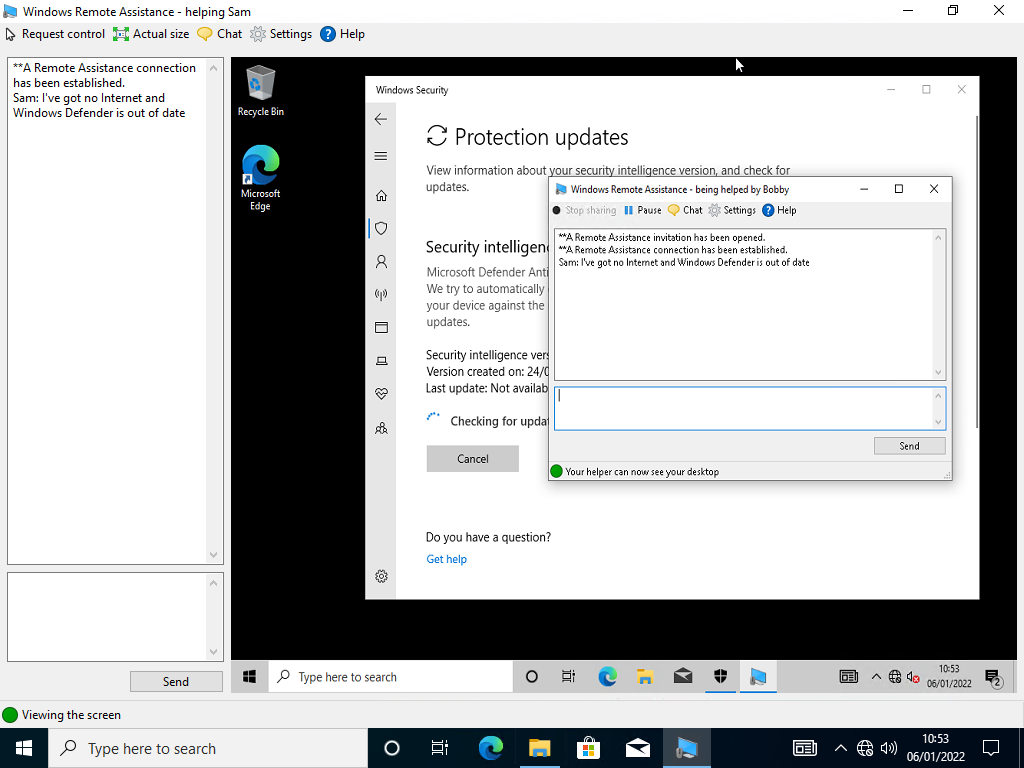 Windows Remote Assistance - helping Sam
Request control Actual size Chat Settings Help
**A Remote Assistance connection
has been established.
Sam: I've got no Internet and
Windows Defender is out of date
Send
Recycle Bin
Microsoft
Edge
Windows Security
Protection updates
View information about your security intelligence version, and check for
updates.
Security intelligen
Microsoft Defender Anti
We try to automatically
your device against the
updates.
Security intelligence vers
Version created on: 24/0
Last update: Not availab
Checking for updat
Cancel
Do you have a question?
Get help
Windows Remote Assistance - being helped by Bobby
Stop sharing Pause Chat Settings Help
**A Remote Assistance invitation has been opened.
**A Remote Assistance connection has been established.
Sam: I've got no Internet and Windows Defender is out of date
Send
Your helper can now see your desktop
Type here to search
10:53
06/01/2022
2
Viewing the screen
Type here to search
10:53
06/01/2022